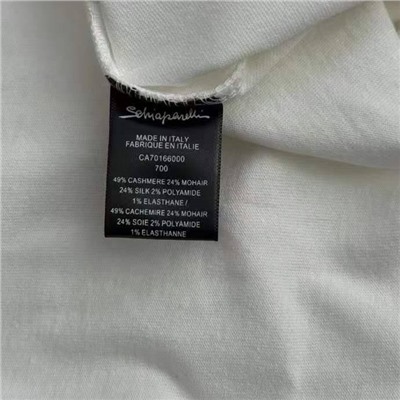 Schiaparelli
MADE IN ITALY
FABRIQUE EN ITALIE
CA70166000
700
49% CASHMERE 24% MOHAIR
24% SILK 2% POLYAMIDE
1% ELASTHANE /
49% CACHEMIRE 24% MOHAIR
24% SOIE 2% POLYAMIDE
1% ELASTHANNE